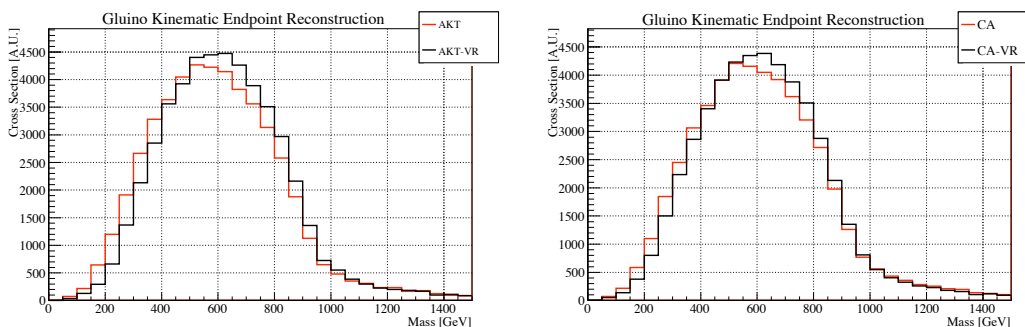 Gluino Kinematic Endpoint Reconstruction
AKT
AKT-VR
Cross Section [A.U.]
4500
4000
3500
3000
2500
2000
1500
1000
500
0
0 200 400 600 800 1000 1200 1400
Mass [GeV]
Gluino Kinematic Endpoint Reconstruction
CA
CA-VR
Cross Section [A.U.]
4500
4000
3500
3000
2500
2000
1500
1000
500
0
0 200 400 600 800 1000 1200 1400
Mass [GeV]